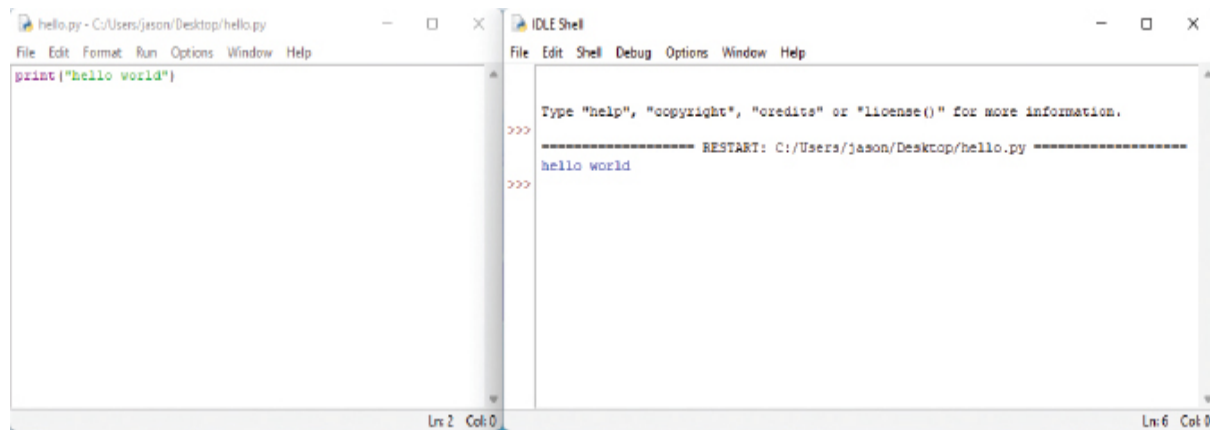 hello.py - C:/Users/jason/Desktop/hello.py
File Edit Format Run Options Window Help
print("hello world")
Ln: 2 Col: 0
IDLE Shell
File Edit Shell Debug Options Window Help
Type "help", "copyright", "credits" or "license()" for more information.
>>>
=================== RESTART: C:/Users/jason/Desktop/hello.py ===================
hello world
>>>
Ln: 6 Col: 0